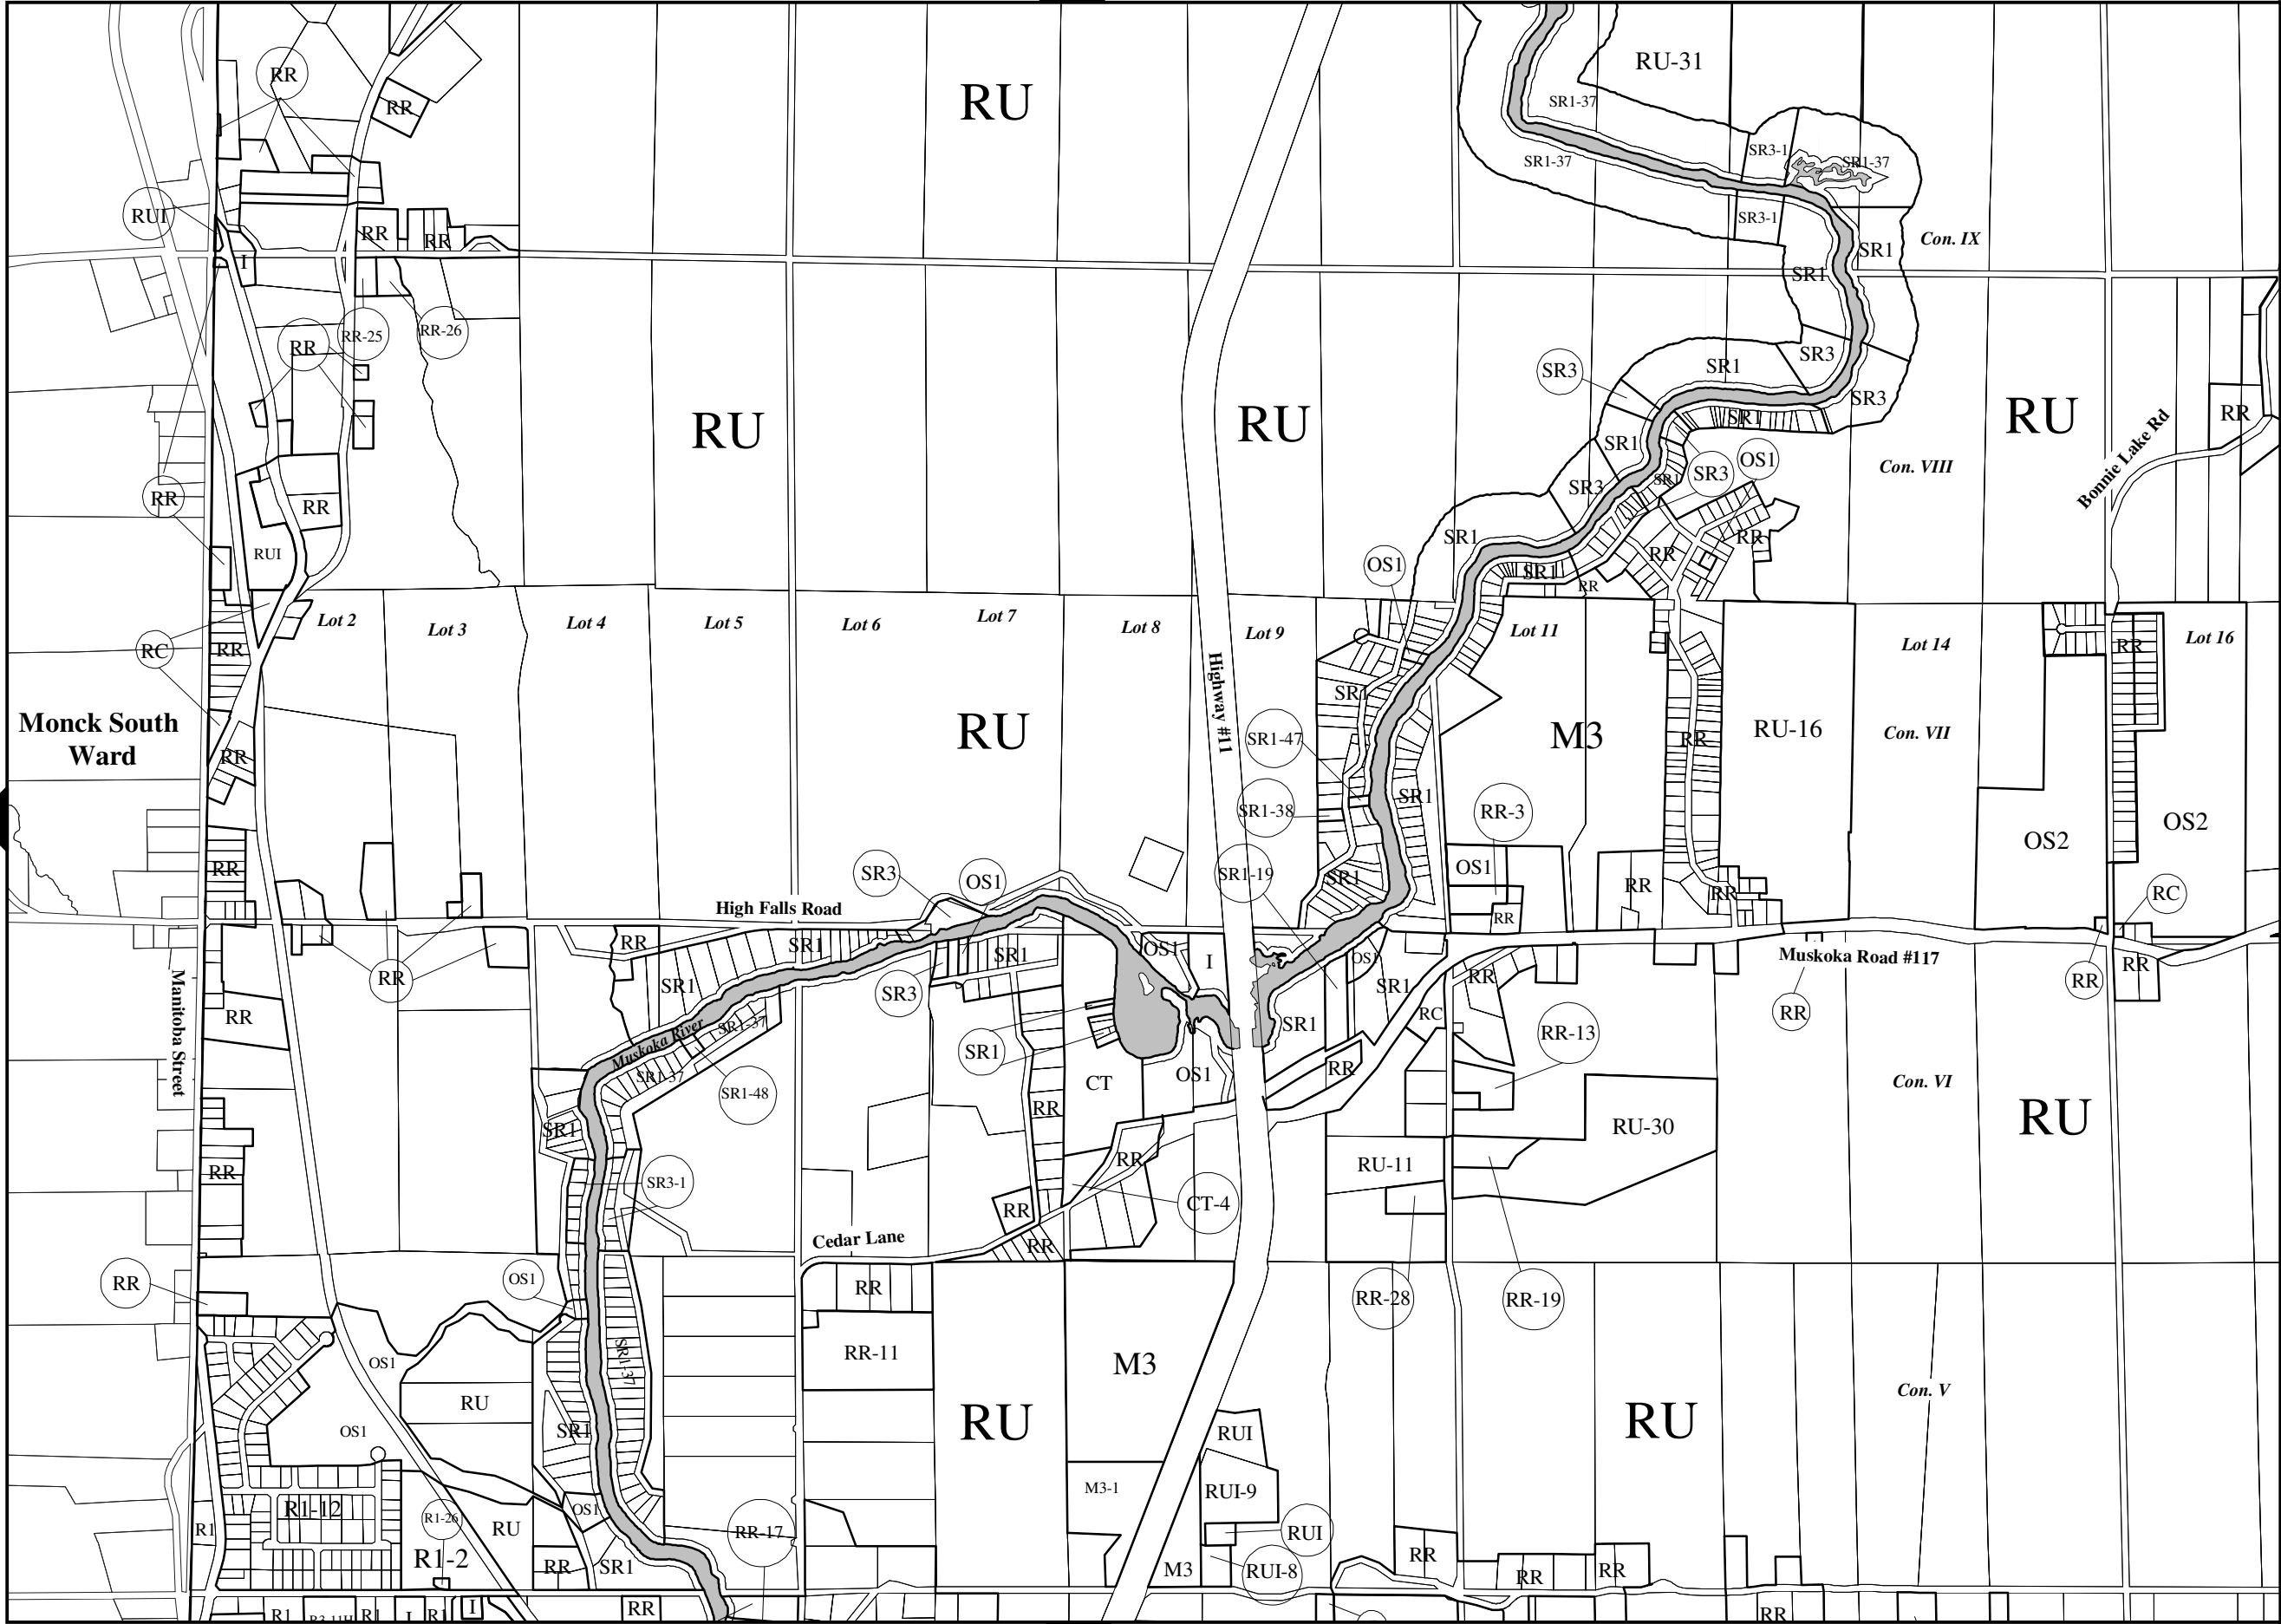 RU-31
RR
RU
RR
SR1-37
SR3-1
SR1-37
SR1-37
RUI
SR3-1
RR
RR
Con. IX
SR1
I
SR1
RR-25
RR-26
RR
SR3
SR1
SR3
SR3
RU
RU
RU
RR
SR1
SR1
Bonnie Lake Rd
OS1
Con. VIII
SR3
SR1
SR3
RR
RR
SR1
RR
RUI
RR
OS1
SR1
RR
Lot 2
Lot 3
Lot 4
Lot 5
Lot 6
Lot 7
Lot 8
Lot 9
Lot 11
Lot 14
Lot 16
RC
RR
RR
Highway #11
SR1
Monck South
Ward
RU
SR1-47
M3
RR
RU-16
Con. VII
RR
SR1-38
SR1
RR-3
OS2
OS2
RR
SR3
OS1
SR1-19
SR1
OS1
RR
RR
RC
High Falls Road
RR
RR
SR1
SR1
OS1
I
OS1
Muskoka Road #117
RR
RR
Manitoba Street
RR
SR1
SR3
SR1
RR
RR
RR
Muskoka River
SR1-37
SR1
SR1
RC
RR-13
SR1-37
SR1-48
CT
OS1
RR
Con. VI
RR
RU
SR1
RU-30
RR
SR3-1
RR
RU-11
CT-4
RR
Cedar Lane
RR
RR
OS1
RR
RR-28
RR-19
OS1
SR1-37
RR-11
M3
RU
Con. V
OS1
SR1
RU
RUI
RU
M3-1
RUI-9
R1-12
OS1
R1-26
R1
RU
RR-17
RUI
R1-2
RR
SR1
M3
RUI-8
RR
RR
RR
R1
R3-11H
R1
I
R1
I
RR
RR